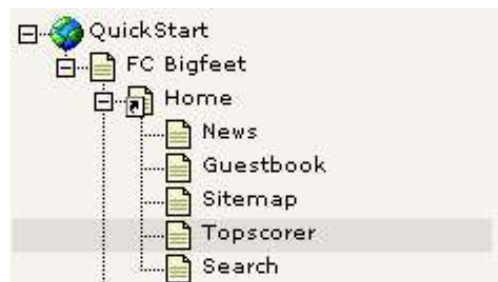 QuickStart
FC Bigfeet
Home
News
Guestbook
Sitemap
Topscorer
Search